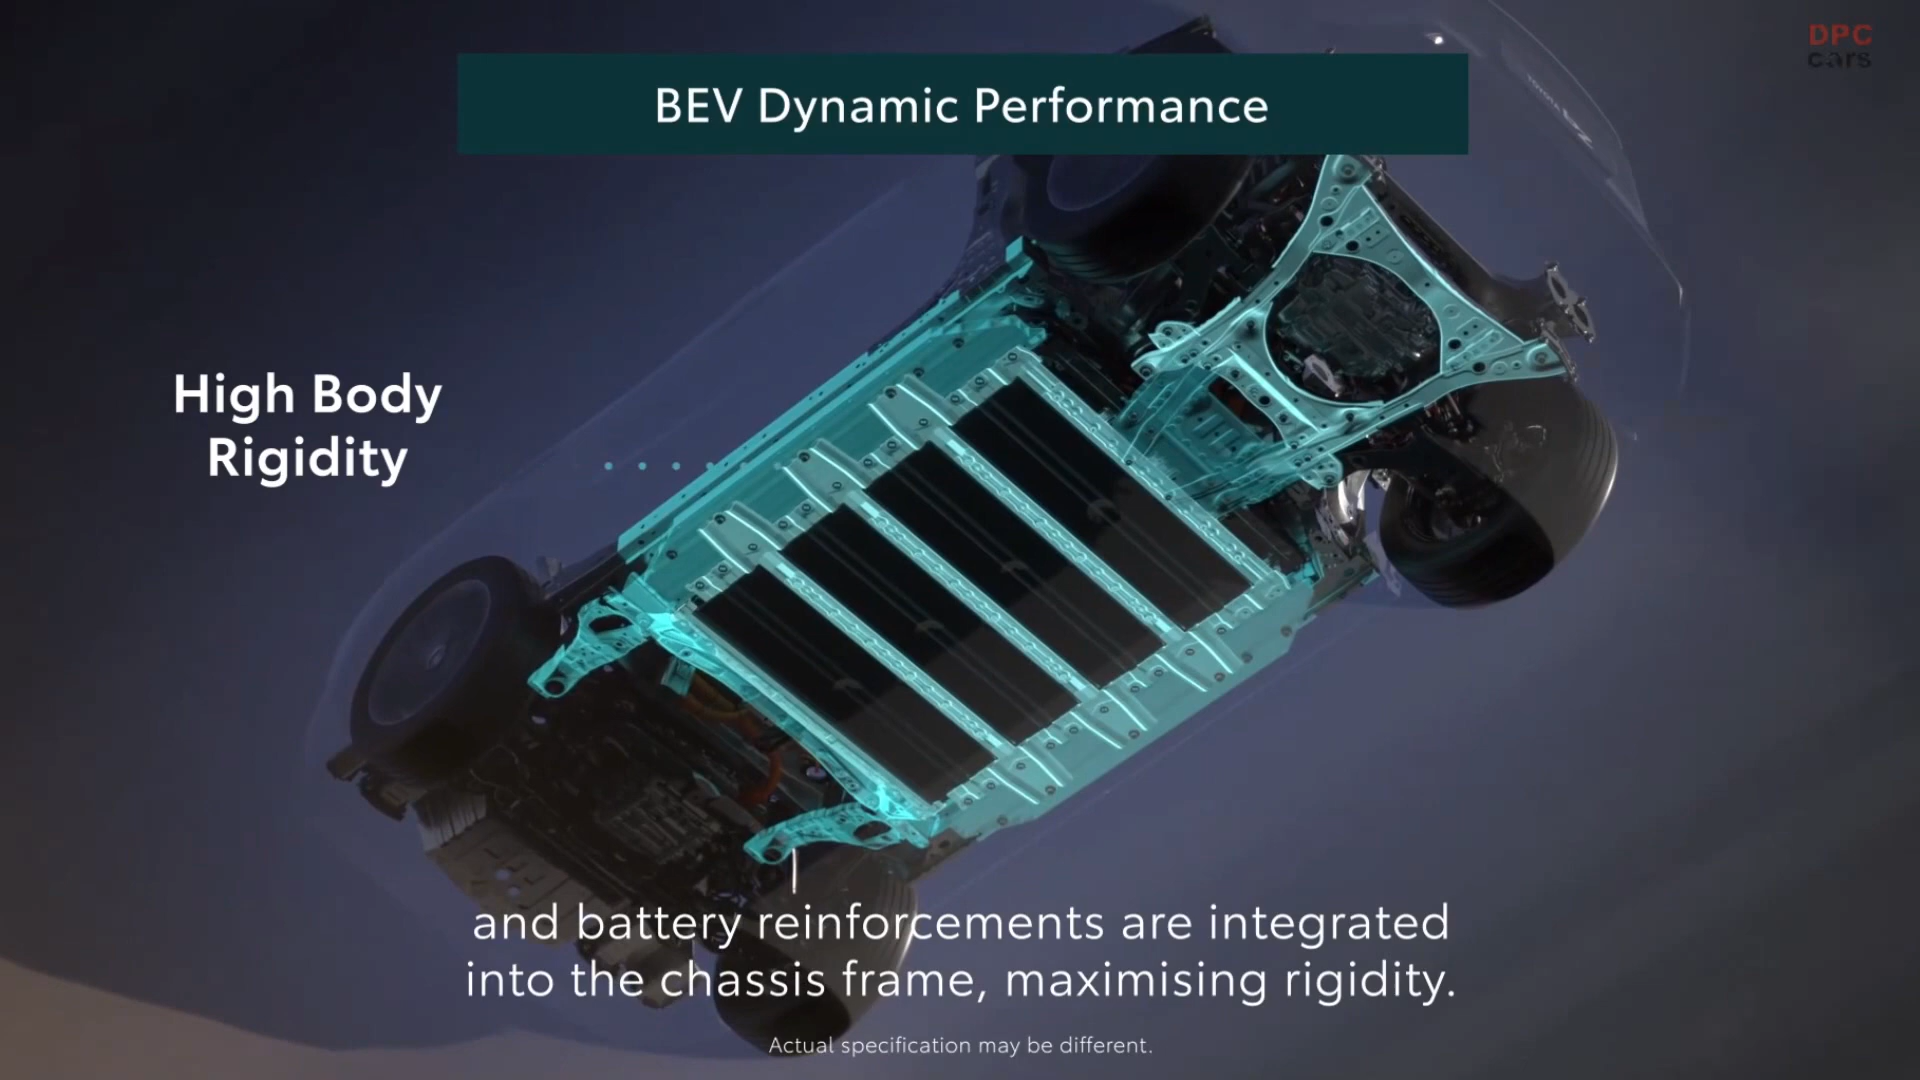 DPC
cars
BEV Dynamic Performance
High Body
Rigidity
and battery reinforcements are integrated
into the chassis frame, maximising rigidity.
Actual specification may be different.